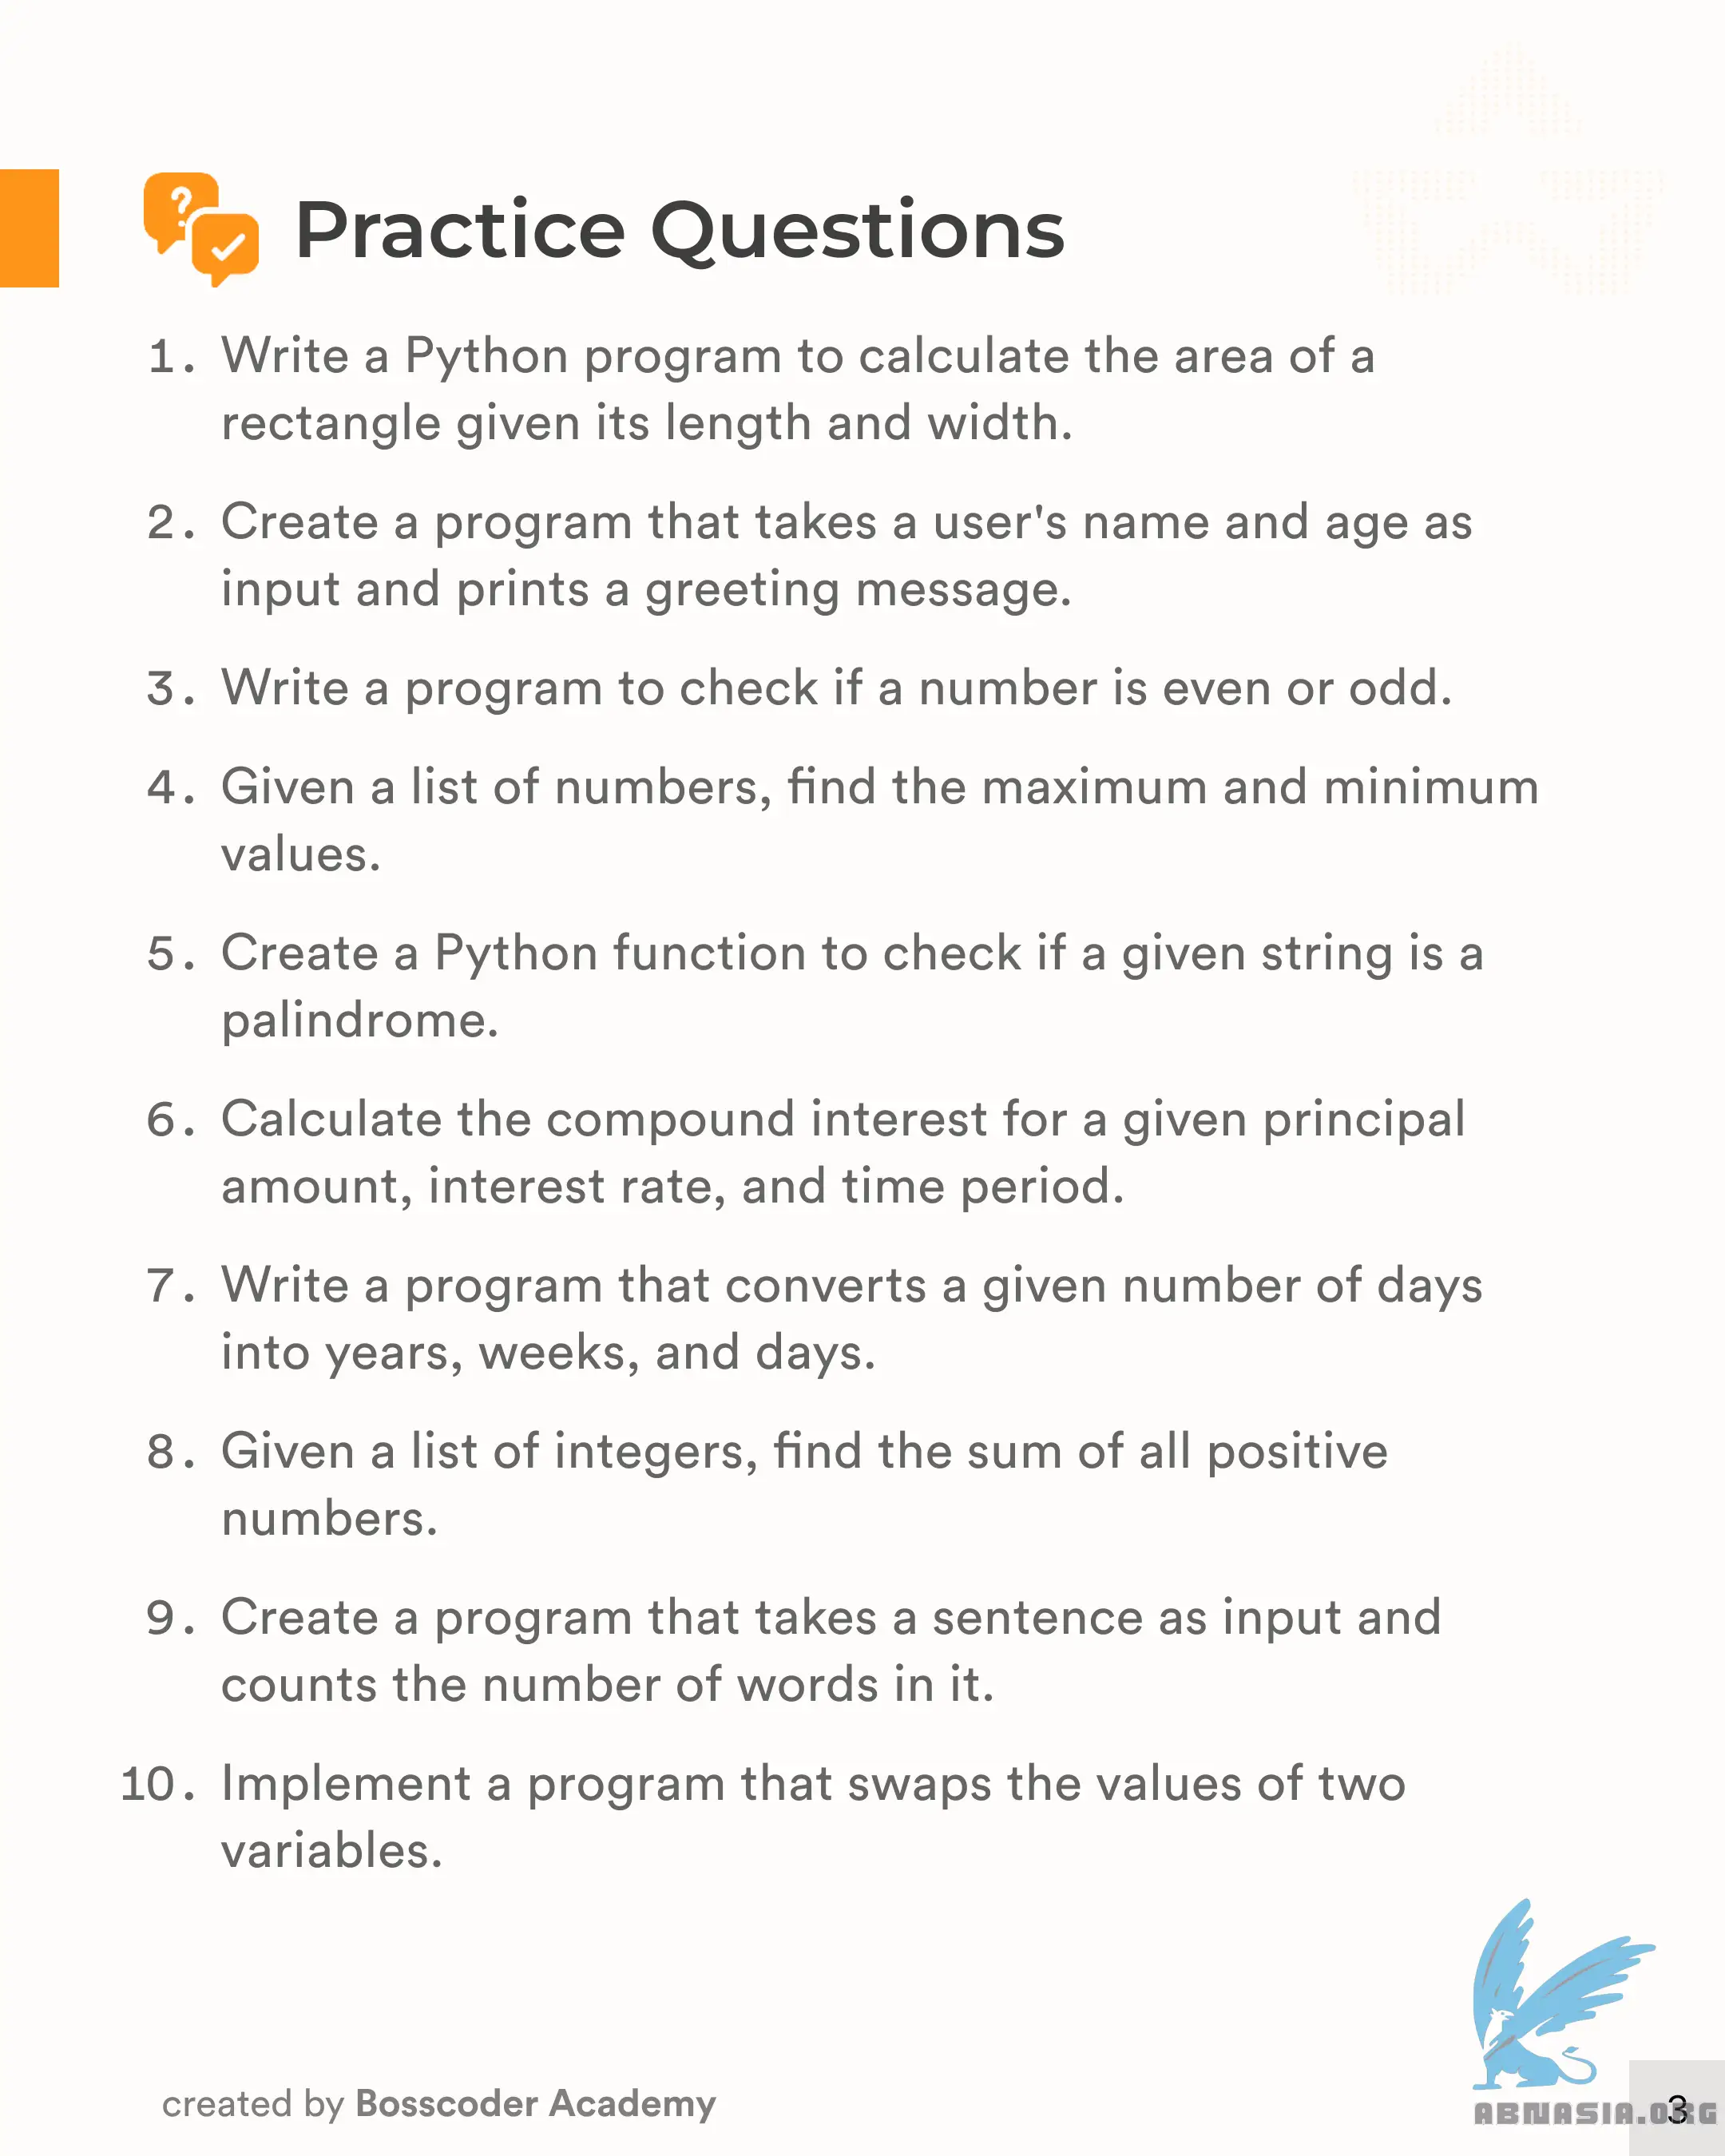 Practice Questions
1. Write a Python program to calculate the area of a
rectangle given its length and width.
2. Create a program that takes a user's name and age as
input and prints a greeting message.
3. Write a program to check if a number is even or odd.
4. Given a list of numbers, find the maximum and minimum
values.
5. Create a Python function to check if a given string is a
palindrome.
6. Calculate the compound interest for a given principal
amount, interest rate, and time period.
7. Write a program that converts a given number of days
into years, weeks, and days.
8. Given a list of integers, find the sum of all positive
numbers.
9. Create a program that takes a sentence as input and
counts the number of words in it.
10. Implement a program that swaps the values of two
variables.
created by Bosscoder Academy
ABNASIA.ORG
3